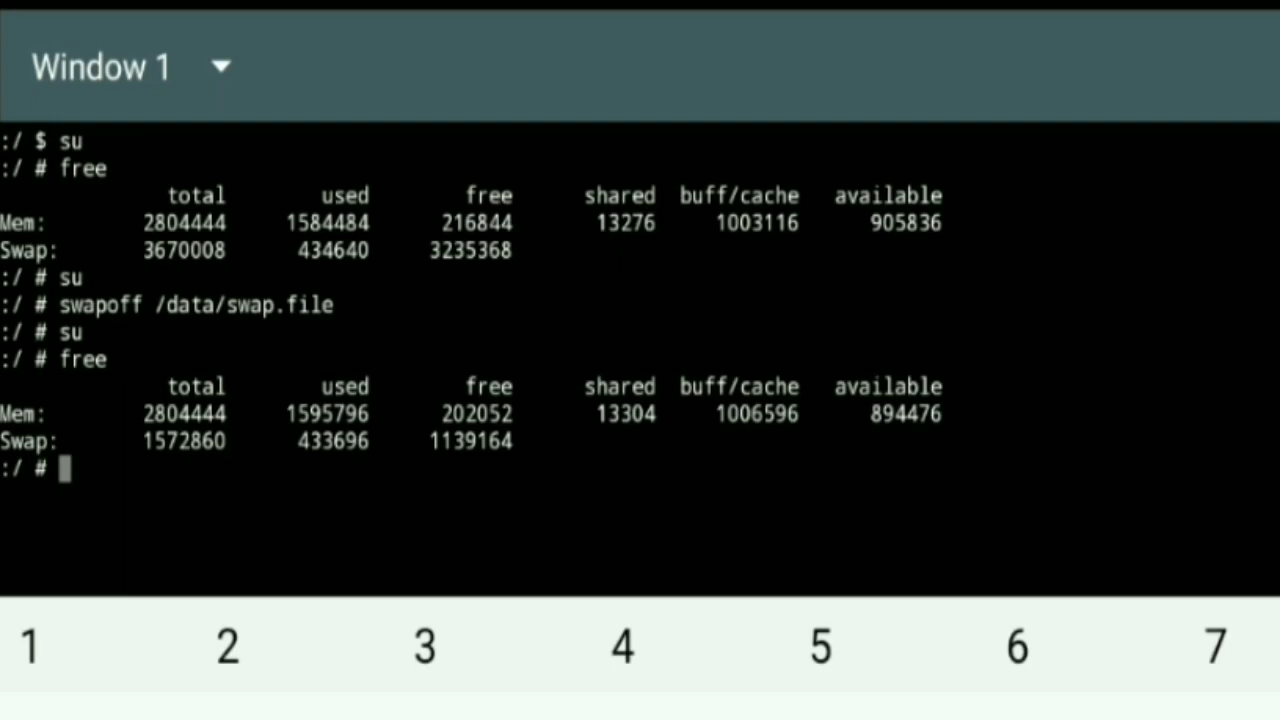 Window 1
:/ $ su
:/ # free
total used free shared buff/cache available
Mem: 2804444 1584484 216844 13276 1003116 905836
Swap: 3670008 434640 3235368
:/ # su
:/ # swapoff /data/swap.file
:/ # su
:/ # free
total used free shared buff/cache available
Mem: 2804444 1595796 202052 13304 1006596 894476
Swap: 1572860 433696 1139164
:/ #
1 2 3 4 5 6 7